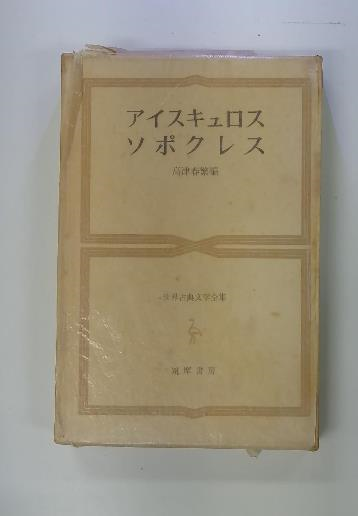 アイスキュロス
ソポクレス
高津春繁編
世界古典文学全集
筑摩書房